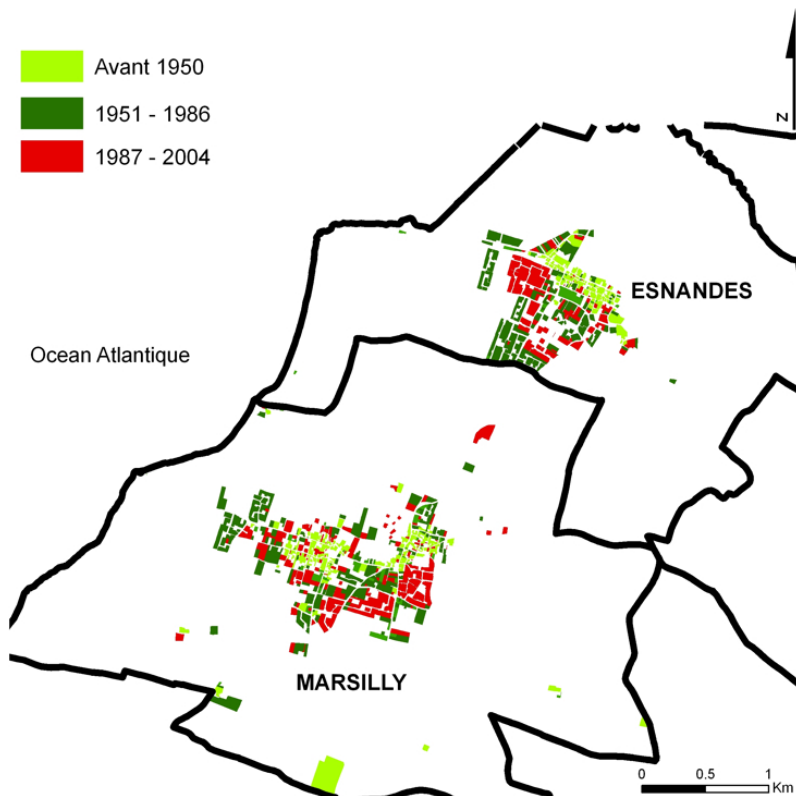 Avant 1950
1951 - 1986
1987 - 2004
N
ESNANDES
Ocean Atlantique
MARSILLY
0 0.5 1
Km